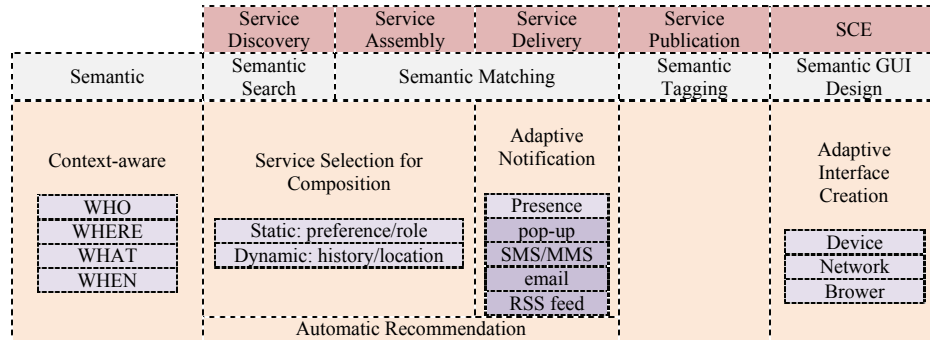 Service Discovery
Service Assembly
Service Delivery
Service Publication
SCE
Semantic
Semantic Search
Semantic Matching
Semantic Tagging
Semantic GUI Design
Context-aware
WHO
WHERE
WHAT
WHEN
Service Selection for
Composition
Static: preference/role
Dynamic: history/location
Adaptive
Notification
Presence
pop-up
SMS/MMS
email
RSS feed
Automatic Recommendation
Adaptive
Interface
Creation
Device
Network
Brower